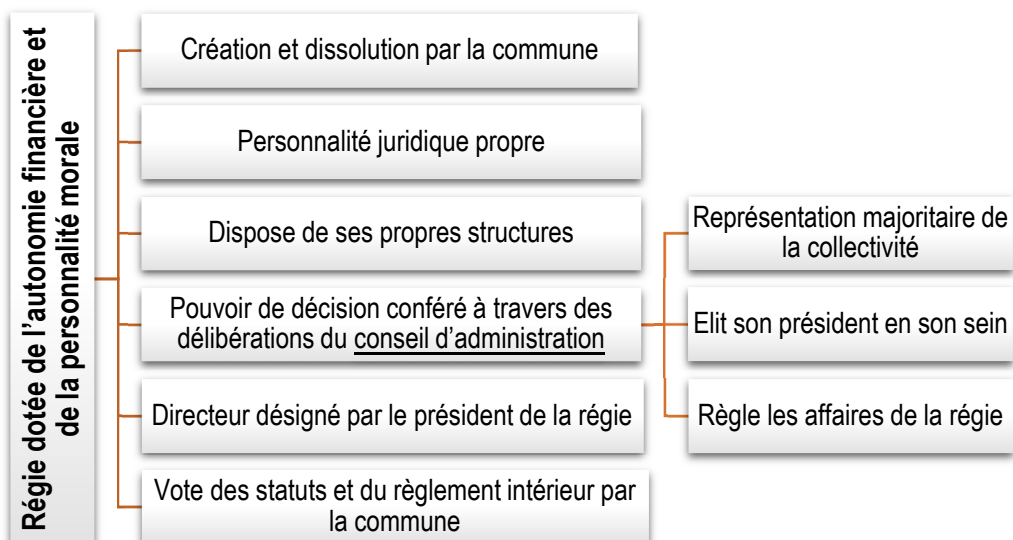 Régie dotée de l'autonomie financière et
de la personnalité morale
Création et dissolution par la commune
Personnalité juridique propre
Dispose de ses propres structures
Pouvoir de décision conféré à travers des
délibérations du conseil d'administration
Représentation majoritaire de
la collectivité
Elit son président en son sein
Règle les affaires de la régie
Directeur désigné par le président de la régie
Vote des statuts et du règlement intérieur par
la commune